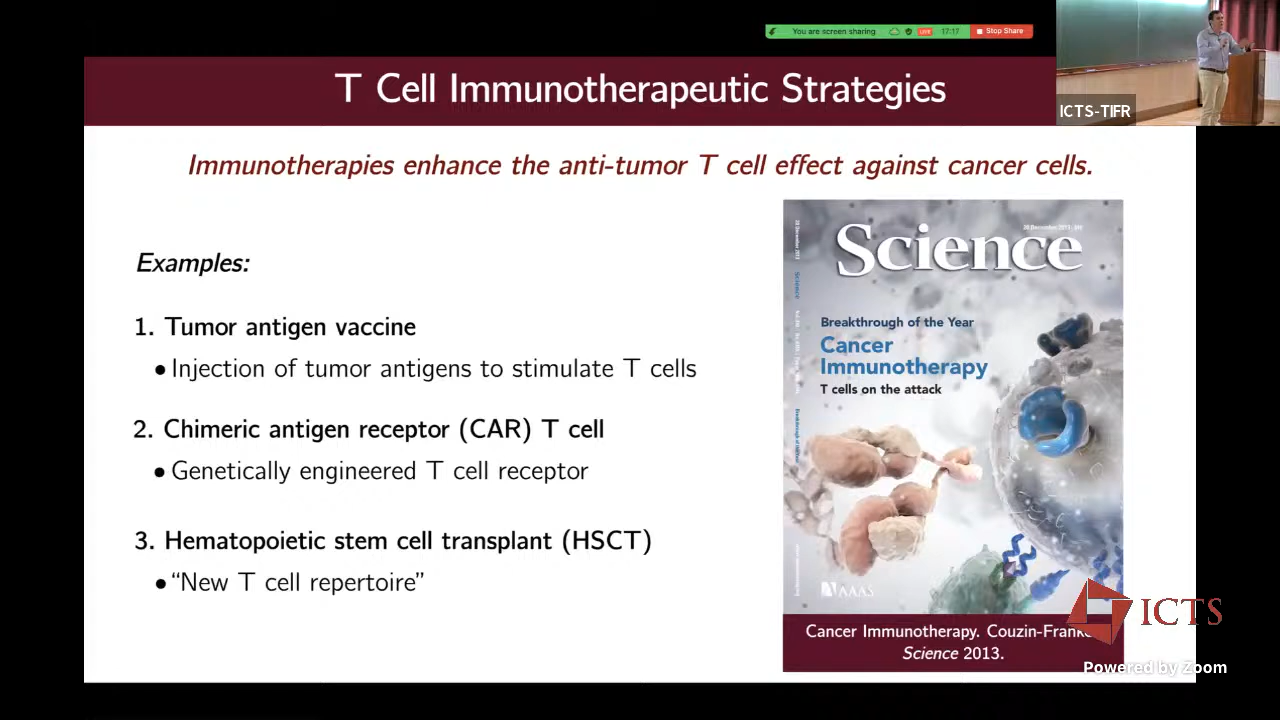 You are screen sharing
LIVE
17:17
Stop Share
ICTS-TIFR
T Cell Immunotherapeutic Strategies
Immunotherapies enhance the anti-tumor T cell effect against cancer cells.
Examples:
1. Tumor antigen vaccine
• Injection of tumor antigens to stimulate T cells
2. Chimeric antigen receptor (CAR) T cell
• Genetically engineered T cell receptor
3. Hematopoietic stem cell transplant (HSCT)
• “New T cell repertoire”
Science
Breakthrough of the Year
Cancer
Immunotherapy
T cells on the attack
AAAS
Cancer Immunotherapy.
Science 2013.
ICTS
Powered by Zoom